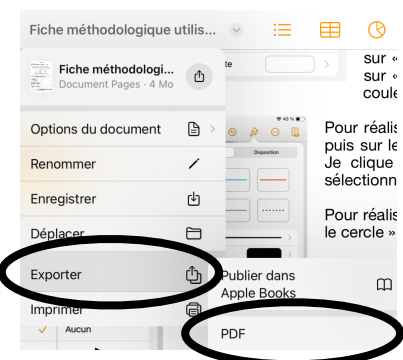 Fiche méthodologique utilis...
Fiche méthodologi...
Document Pages · 4 Mo
Options du document
Renommer
Enregistrer
Déplacer
Exporter
Imprimer
Aucun
Publier dans
Apple Books
PDF
te
43 %
Disposition
sur «
sur «
coule
Pour réalis
puis sur le
Je clique
sélectionn
Pour réalis
le cercle »